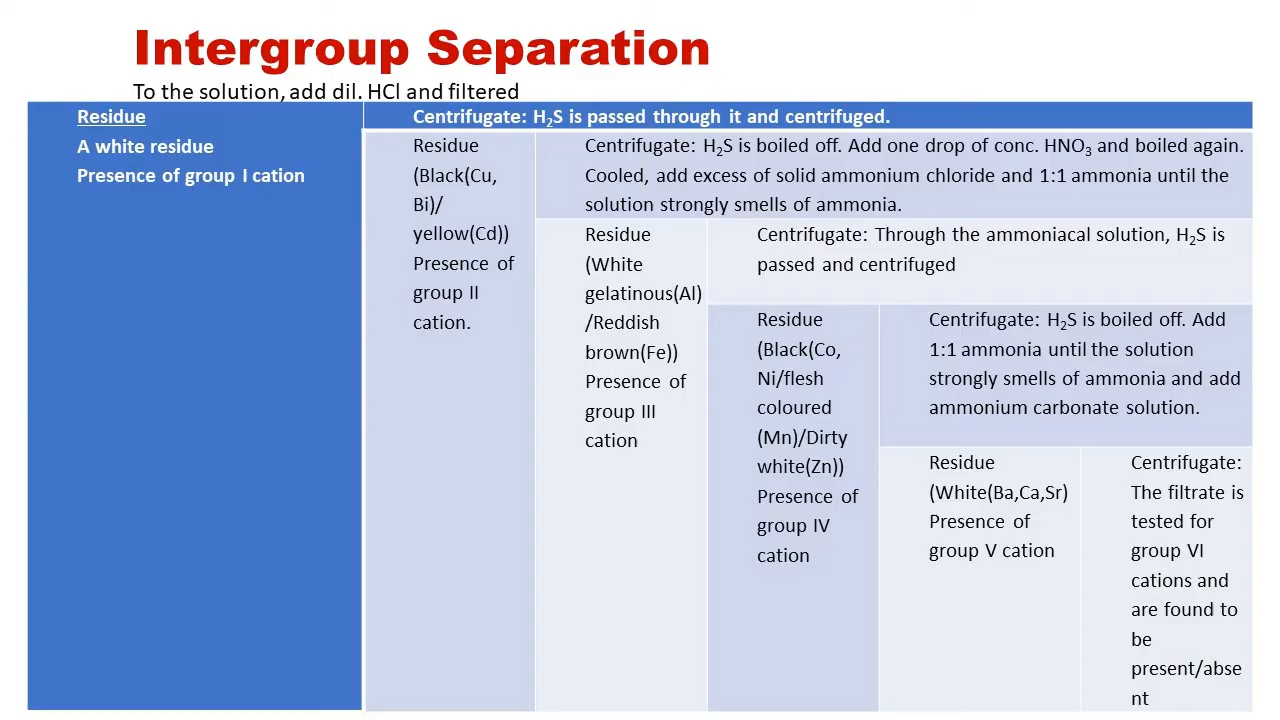 Intergroup Separation
To the solution, add dil. HCl and filtered
Residue
A white residue
Presence of group I cation
Centrifugate: H₂S is passed through it and centrifuged.
Residue
(Black(Cu,
Bi)/
yellow(Cd))
Presence of
group II
cation.
Centrifugate: H₂S is boiled off. Add one drop of conc. HNO₃ and boiled again.
Cooled, add excess of solid ammonium chloride and 1:1 ammonia until the
solution strongly smells of ammonia.
Residue
(White
gelatinous(Al)
/Reddish
brown(Fe))
Presence of
group III
cation
Centrifugate: Through the ammoniacal solution, H₂S is
passed and centrifuged
Residue
(Black(Co,
Ni/flesh
coloured
(Mn)/Dirty
white(Zn))
Presence of
group IV
cation
Centrifugate: H₂S is boiled off. Add
1:1 ammonia until the solution
strongly smells of ammonia and add
ammonium carbonate solution.
Residue
(White(Ba,Ca,Sr)
Presence of
group V cation
Centrifugate:
The filtrate is
tested for
group VI
cations and
are found to
be
present/abse
nt